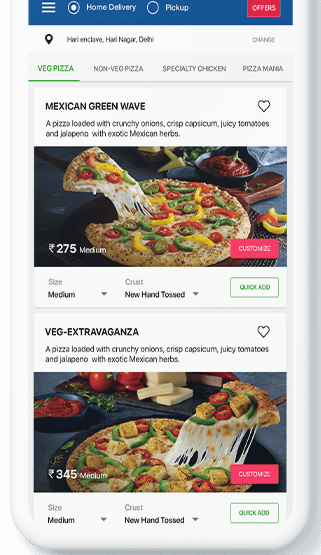 Home Delivery Pickup OFFERS
Hari enclave, Hari Nagar, Delhi CHANGE
VEG PIZZA NON-VEG PIZZA SPECIALTY CHICKEN PIZZA MANIA
MEXICAN GREEN WAVE
A pizza loaded with crunchy onions, crisp capsicum, juicy tomatoes
and jalapeno with exotic Mexican herbs.
₹ 275 Medium CUSTOMIZE
Size Crust
Medium New Hand Tossed QUICK ADD
VEG-EXTRAVAGANZA
A pizza loaded with crunchy onions, crisp capsicum, juicy tomatoes
and jalapeno with exotic Mexican herbs.
₹ 345 Medium CUSTOMIZE
Size Crust
Medium New Hand Tossed QUICK ADD